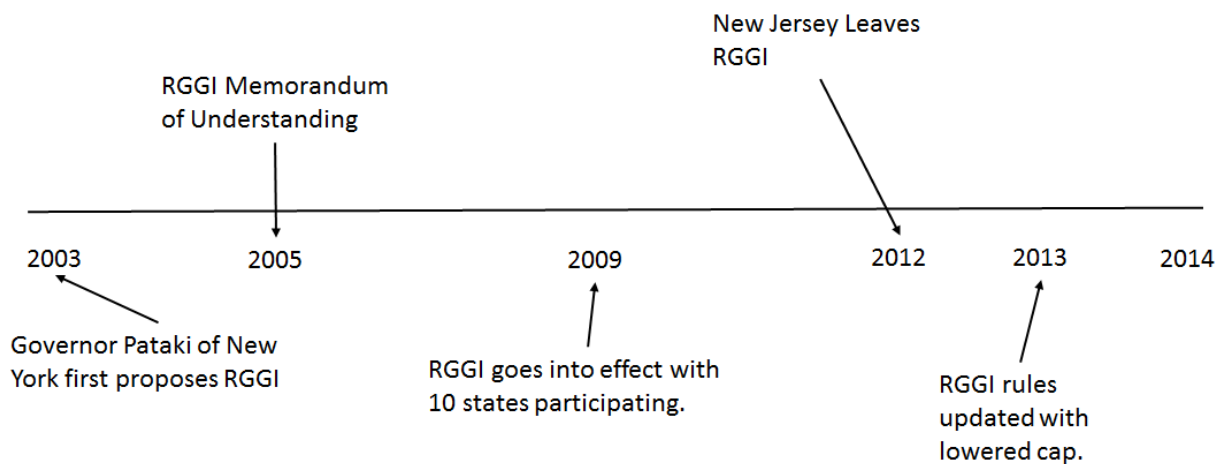 New Jersey Leaves
RGGI
RGGI Memorandum
of Understanding
2003
2005
2009
2012
2013
2014
Governor Pataki of New
York first proposes RGGI
RGGI goes into effect with
10 states participating.
RGGI rules
updated with
lowered cap.